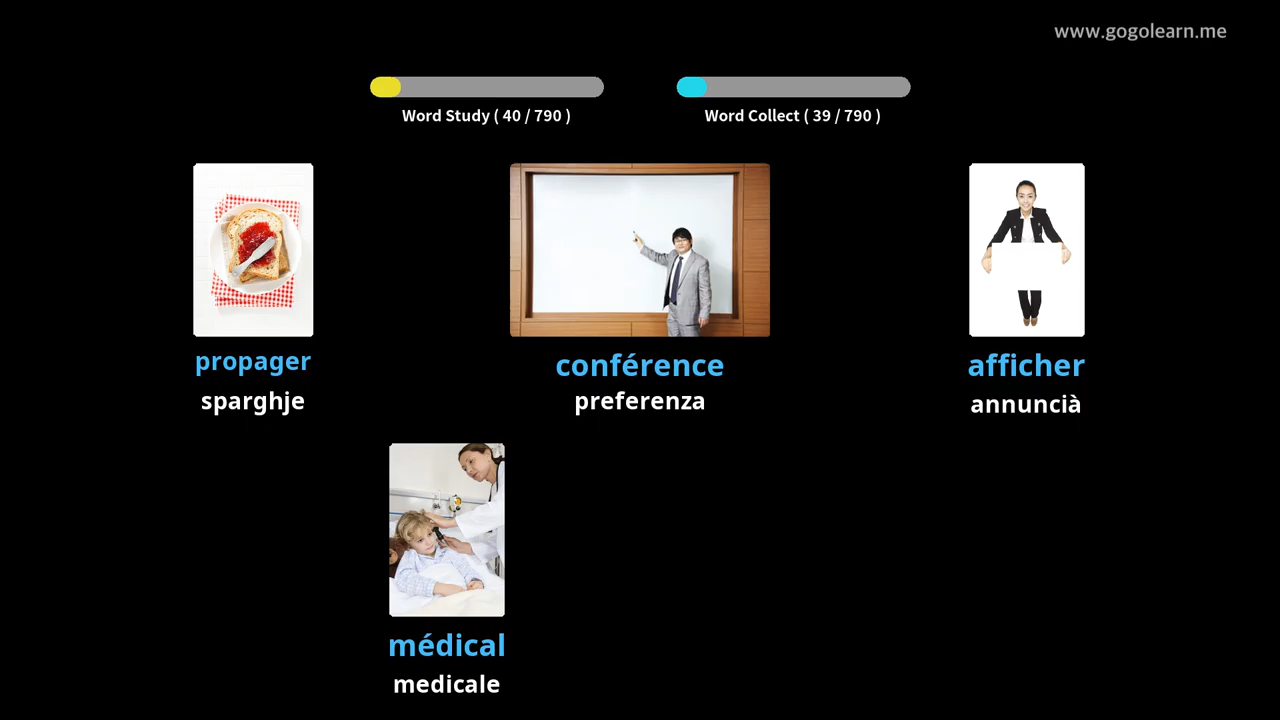 www.gogolearn.me
Word Study ( 40 / 790 )
Word Collect ( 39 / 790 )
propager
sparghje
conférence
preferenza
afficher
annuncià
médical
medicale